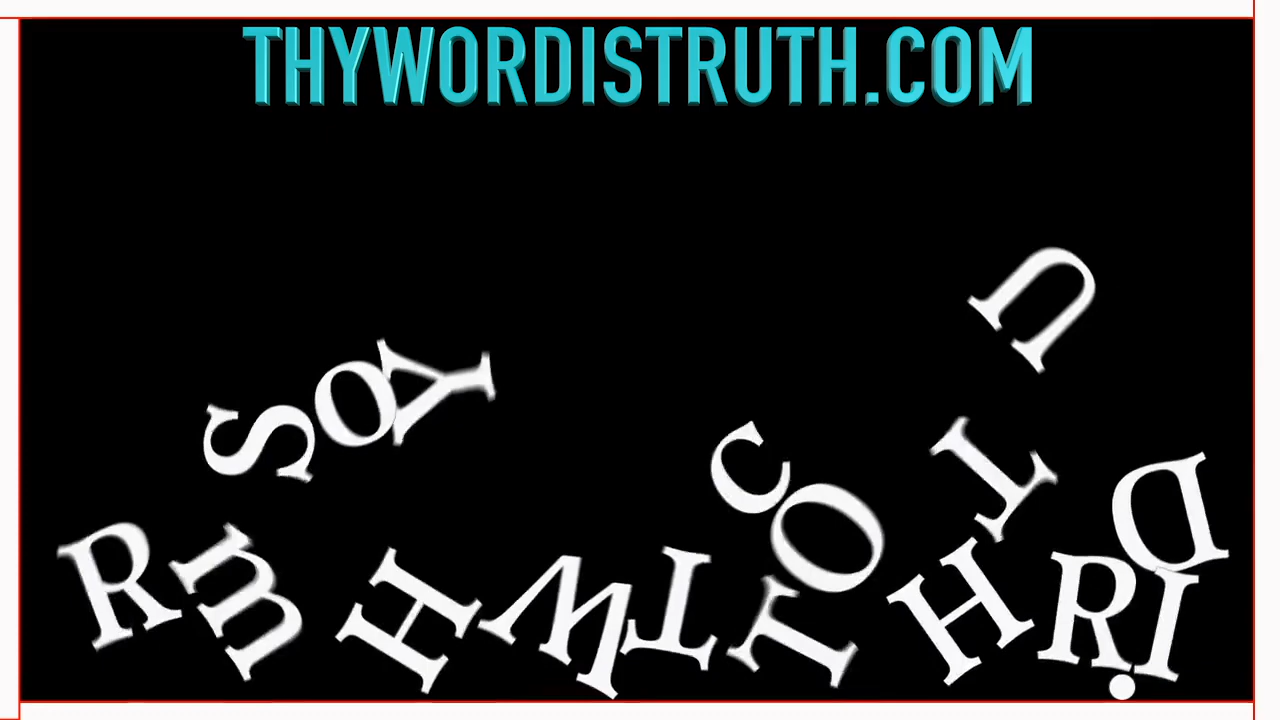 THYWORDISTRUTH.COM
U
S o Y
c T D
R m H W T T O H R I .